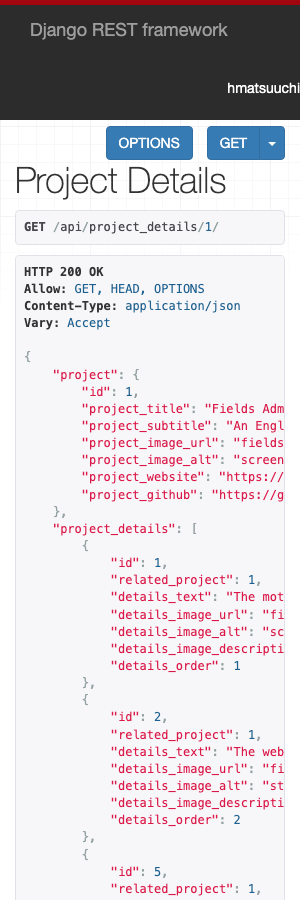 Django REST framework
hmatsuuchi
OPTIONS GET
Project Details
GET /api/project_details/1/
HTTP 200 OK
Allow: GET, HEAD, OPTIONS
Content-Type: application/json
Vary: Accept
{
"project": {
"id": 1,
"project_title": "Fields Adm
"project_subtitle": "An Engl
"project_image_url": "fields
"project_image_alt": "screen
"project_website": "https://
"project_github": "https://g
},
"project_details": [
{
"id": 1,
"related_project": 1,
"details_text": "The mot
"details_image_url": "fi
"details_image_alt": "sc
"details_image_descripti
"details_order": 1
},
{
"id": 2,
"related_project": 1,
"details_text": "The web
"details_image_url": "fi
"details_image_alt": "st
"details_image_descripti
"details_order": 2
},
{
"id": 5,
"related_project": 1,